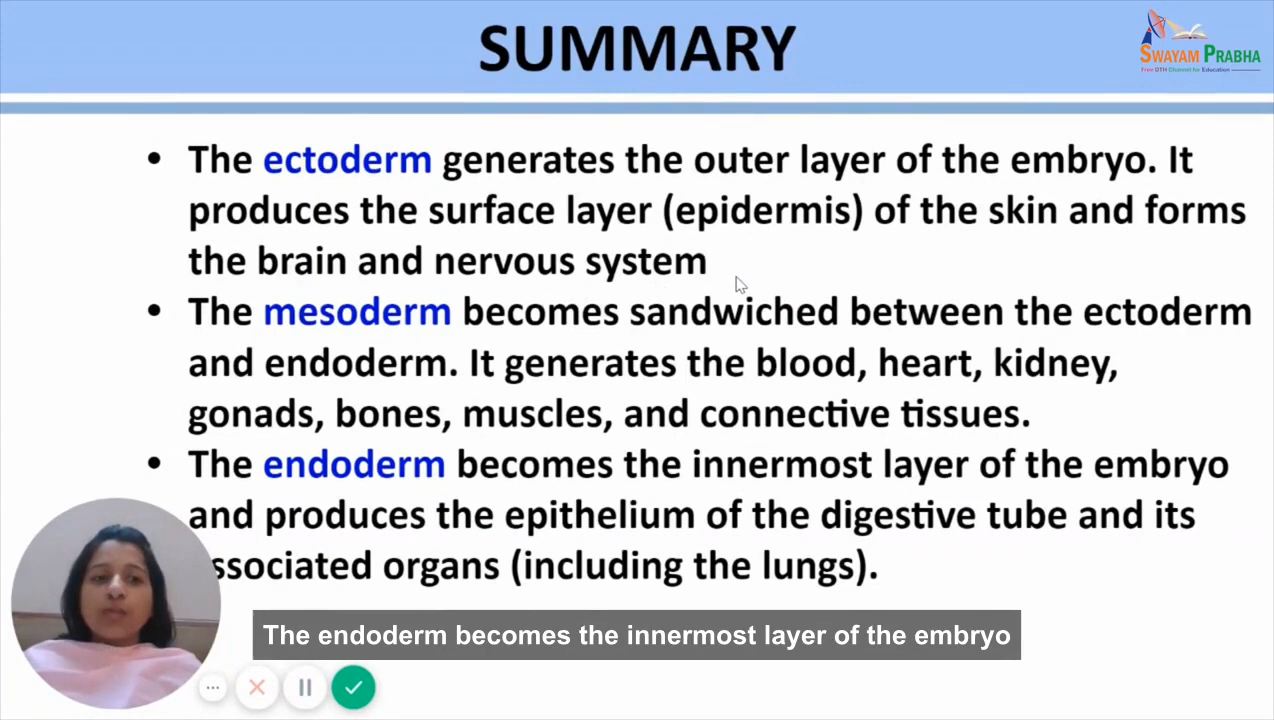 SUMMARY
SWAYAM PRABHA
Free DTH Channel for Education
• The ectoderm generates the outer layer of the embryo. It
produces the surface layer (epidermis) of the skin and forms
the brain and nervous system
• The mesoderm becomes sandwiched between the ectoderm
and endoderm. It generates the blood, heart, kidney,
gonads, bones, muscles, and connective tissues.
• The endoderm becomes the innermost layer of the embryo
and produces the epithelium of the digestive tube and its
ssociated organs (including the lungs).
The endoderm becomes the innermost layer of the embryo